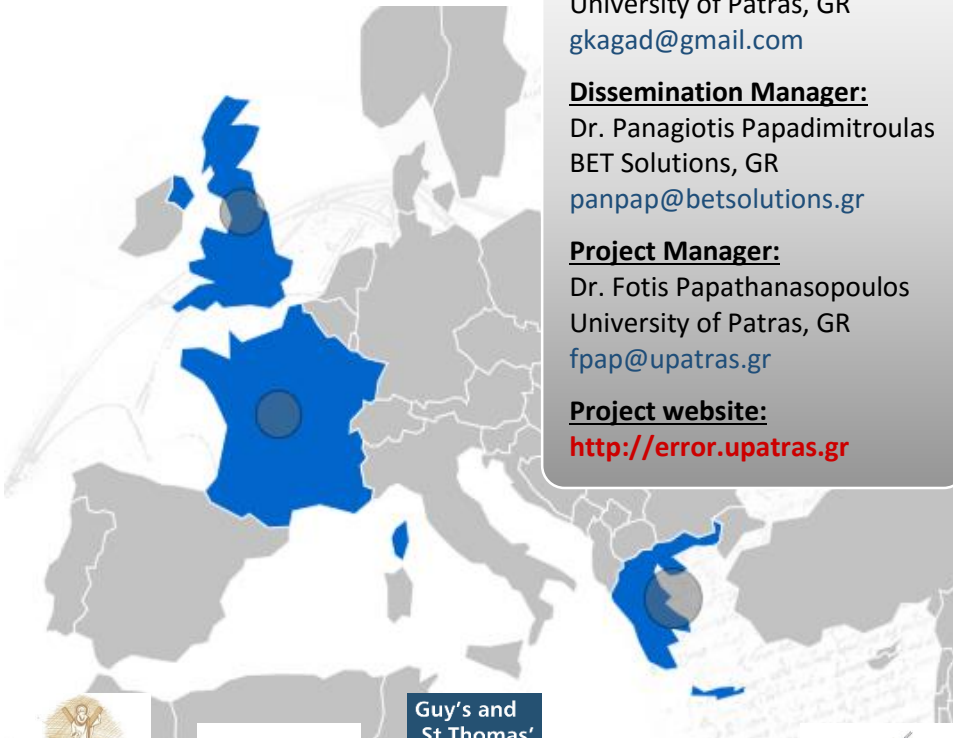 University of Patras, GR
gkagad@gmail.com
Dissemination Manager:
Dr. Panagiotis Papadimitroulas
BET Solutions, GR
panpap@betsolutions.gr
Project Manager:
Dr. Fotis Papathanasopoulos
University of Patras, GR
fpap@upatras.gr
Project website:
http://error.upatras.gr
Guy's and
St Thomas'